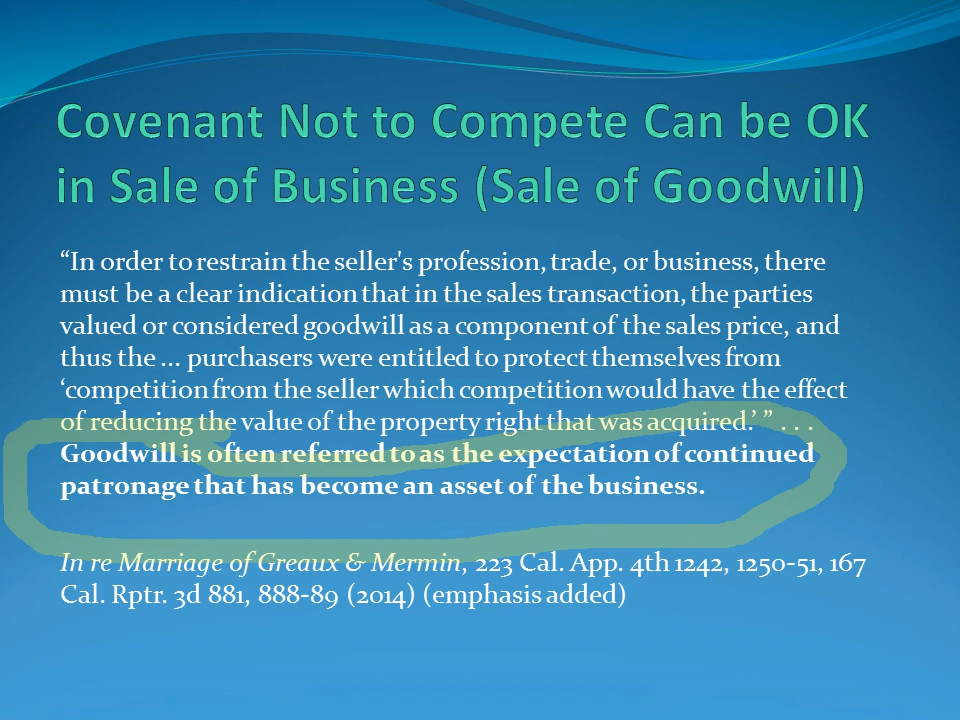 Covenant Not to Compete Can be OK
in Sale of Business (Sale of Goodwill)
“In order to restrain the seller's profession, trade, or business, there
must be a clear indication that in the sales transaction, the parties
valued or considered goodwill as a component of the sales price, and
thus the ... purchasers were entitled to protect themselves from
‘competition from the seller which competition would have the effect
of reducing the value of the property right that was acquired.’ ” . . .
Goodwill is often referred to as the expectation of continued
patronage that has become an asset of the business.
In re Marriage of Greaux & Mermin, 223 Cal. App. 4th 1242, 1250-51, 167
Cal. Rptr. 3d 881, 888-89 (2014) (emphasis added)